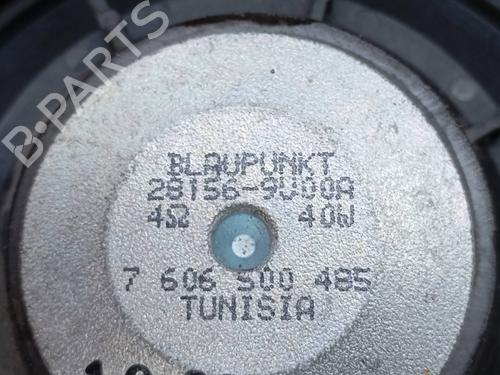 BLAUPUNKT
28156-9U00A
4Ω 40W
7 606 500 485
TUNISIA
B-PARTS